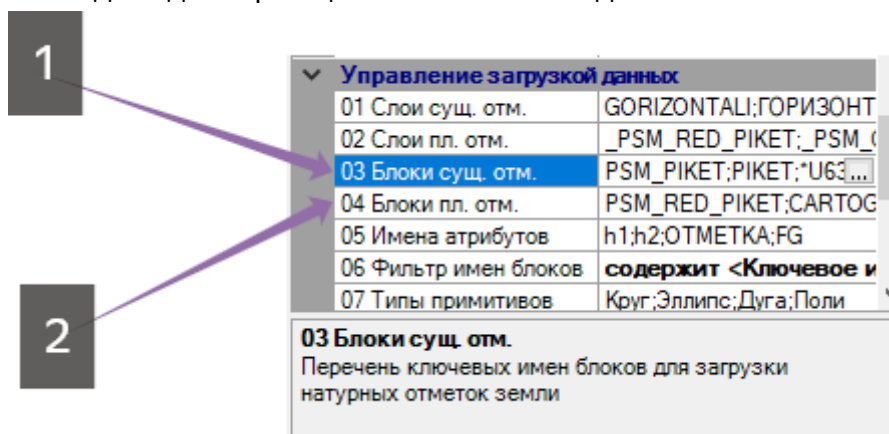 1
Управление загрузкой данных
01 Слои сущ. отм. GORIZONTALI;ГОРИЗОНТ
02 Слои пл. отм. _PSM_RED_PIKET;_PSM_
03 Блоки сущ. отм. PSM_PIKET;PIKET;*U63 ...
04 Блоки пл. отм. PSM_RED_PIKET;CARTOG
05 Имена атрибутов h1;h2;OTMETKA;FG
06 Фильтр имен блоков содержит <Ключевое и
07 Типы примитивов Круг;Эллипс;Дуга;Поли
2
03 Блоки сущ. отм.
Перечень ключевых имен блоков для загрузки
натурных отметок земли